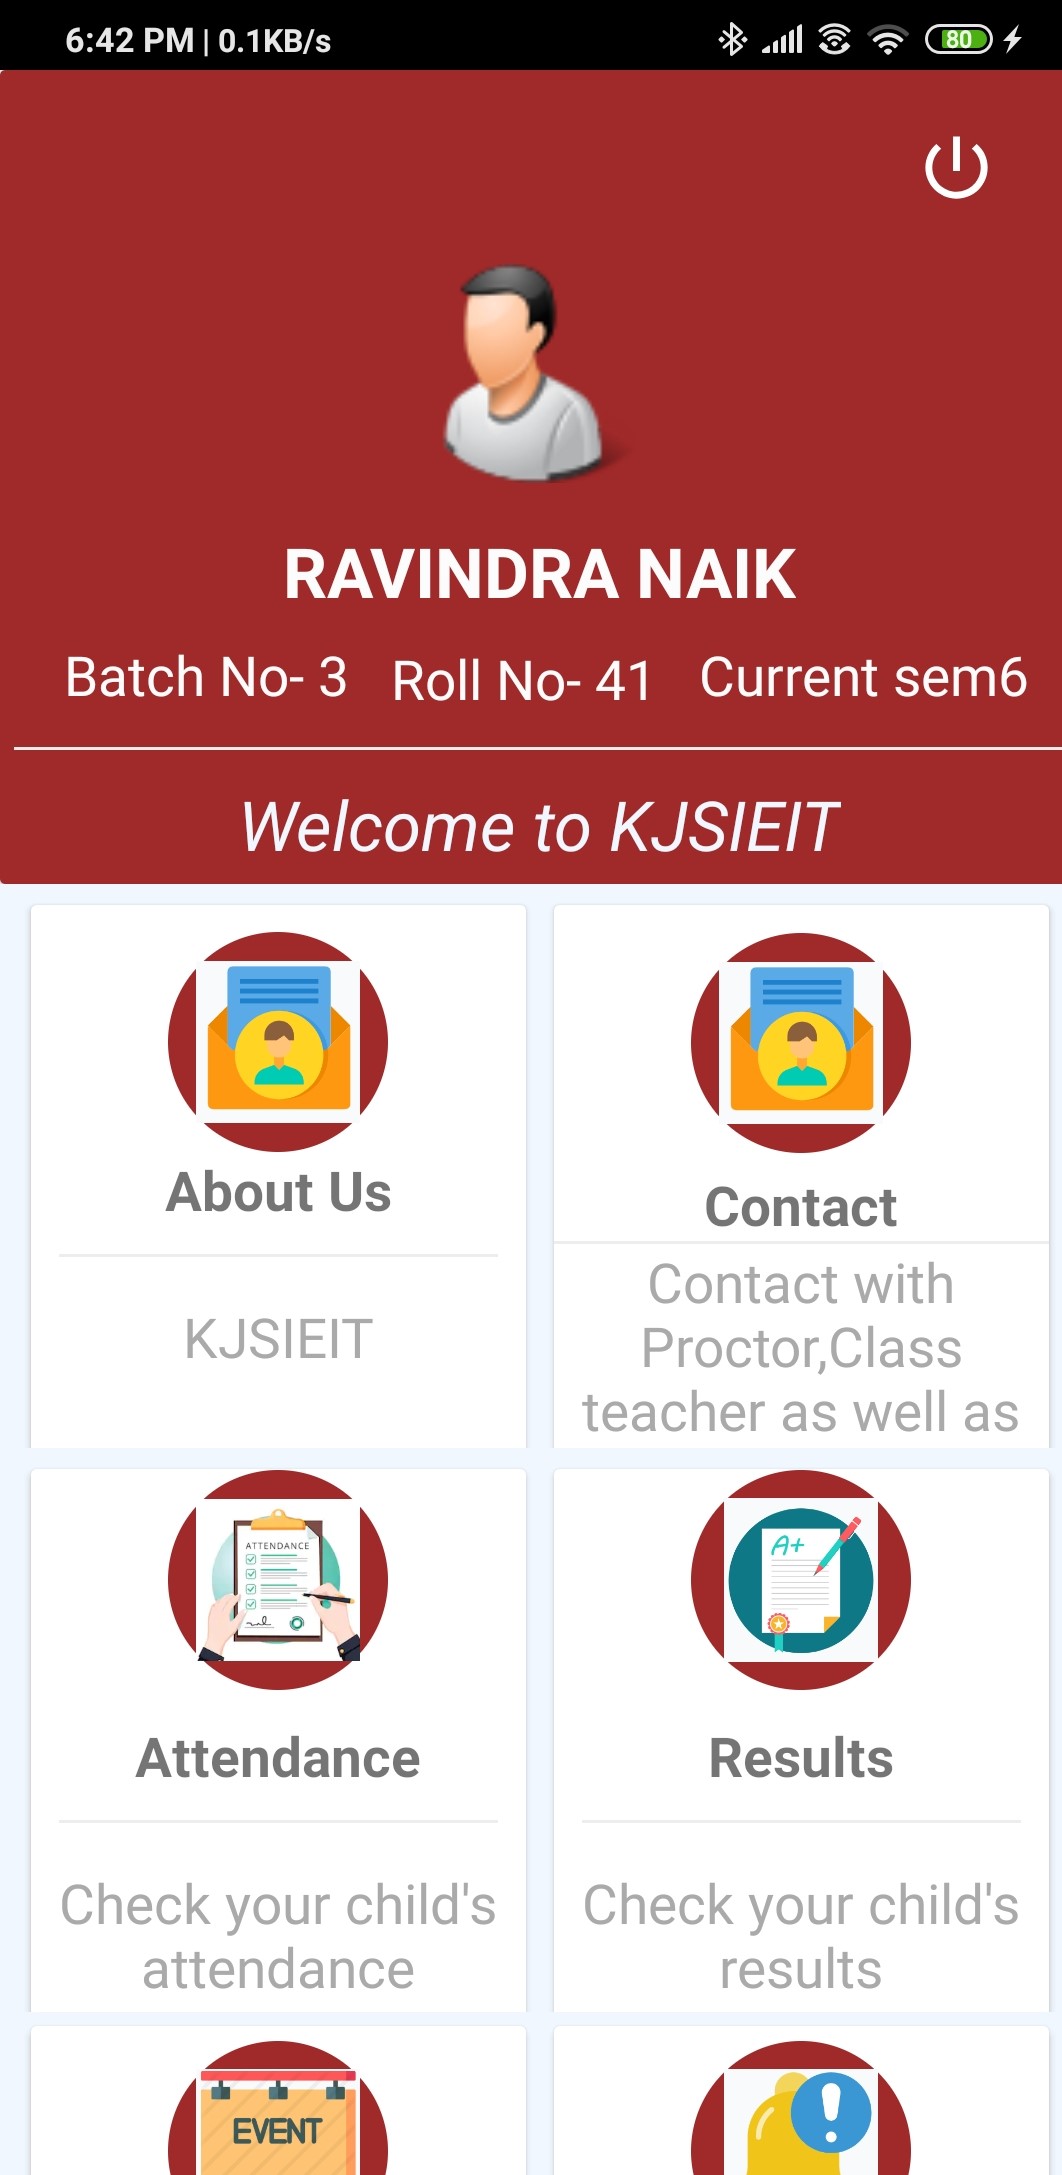 6:42 PM | 0.1KB/s
80
RAVINDRA NAIK
Batch No- 3 Roll No- 41 Current sem6
Welcome to KJSIEIT
About Us
KJSIEIT
Contact
Contact with
Proctor,Class
teacher as well as
ATTENDANCE
A+
Attendance
Results
Check your child's
attendance
Check your child's
results
EVENT